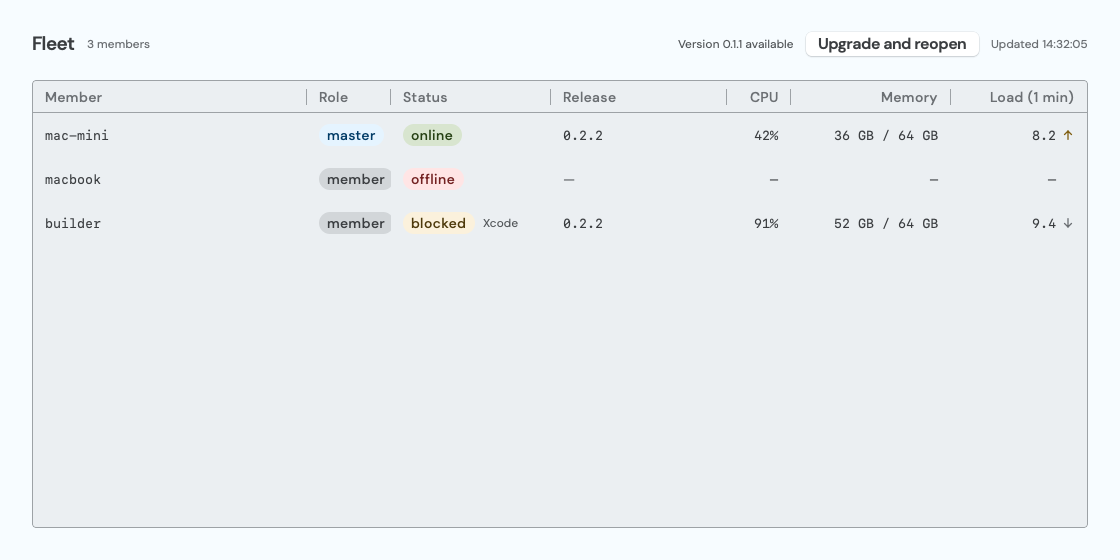 Fleet 3 members Version 0.1.1 available Upgrade and reopen Updated 14:32:05
Member Role Status Release CPU Memory Load (1 min)
mac-mini master online 0.2.2 42% 36 GB / 64 GB 8.2 ↑
macbook member offline — — — —
builder member blocked Xcode 0.2.2 91% 52 GB / 64 GB 9.4 ↓